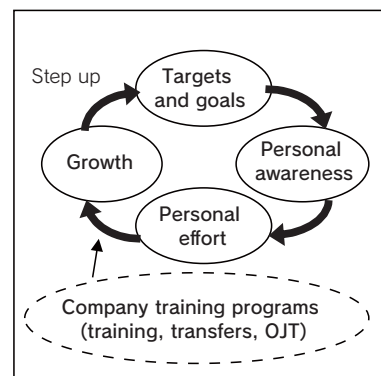 Step up
Targets
and goals
Growth
Personal
awareness
Personal
effort
Company training programs
(training, transfers, OJT)